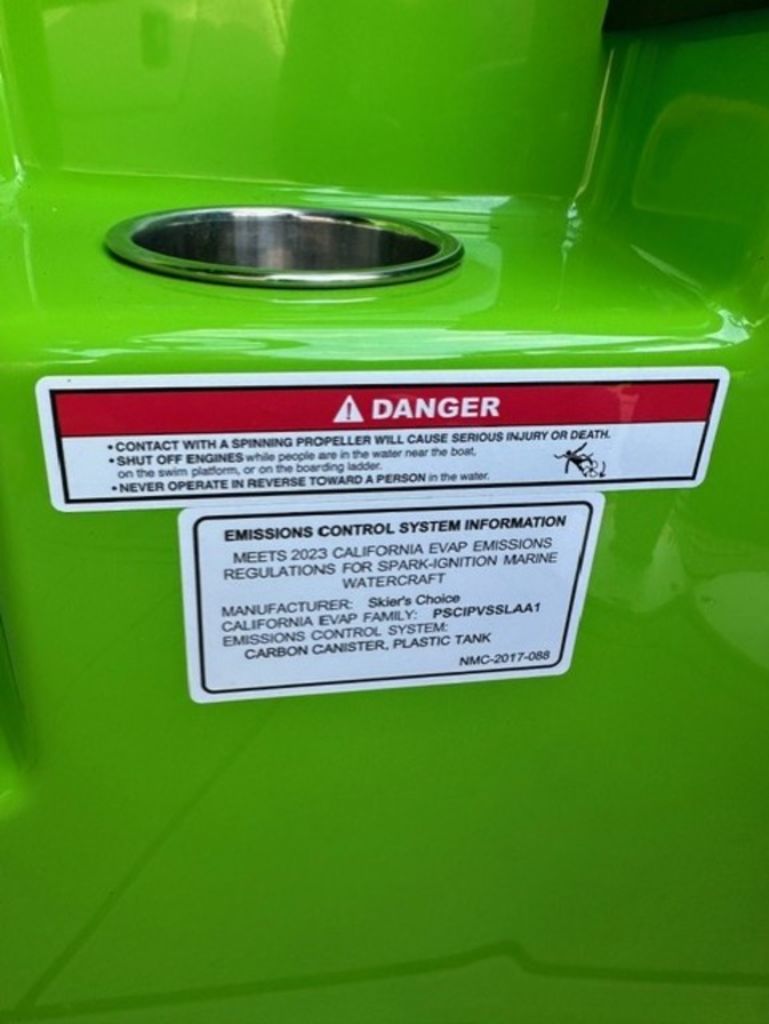 ⚠ DANGER
• CONTACT WITH A SPINNING PROPELLER WILL CAUSE SERIOUS INJURY OR DEATH.
• SHUT OFF ENGINES while people are in the water near the boat,
on the swim platform, or on the boarding ladder.
• NEVER OPERATE IN REVERSE TOWARD A PERSON in the water.
EMISSIONS CONTROL SYSTEM INFORMATION
MEETS 2023 CALIFORNIA EVAP EMISSIONS
REGULATIONS FOR SPARK-IGNITION MARINE
WATERCRAFT
MANUFACTURER: Skier's Choice
CALIFORNIA EVAP FAMILY: PSCIPVSSLAA1
EMISSIONS CONTROL SYSTEM:
CARBON CANISTER, PLASTIC TANK
NMC-2017-088